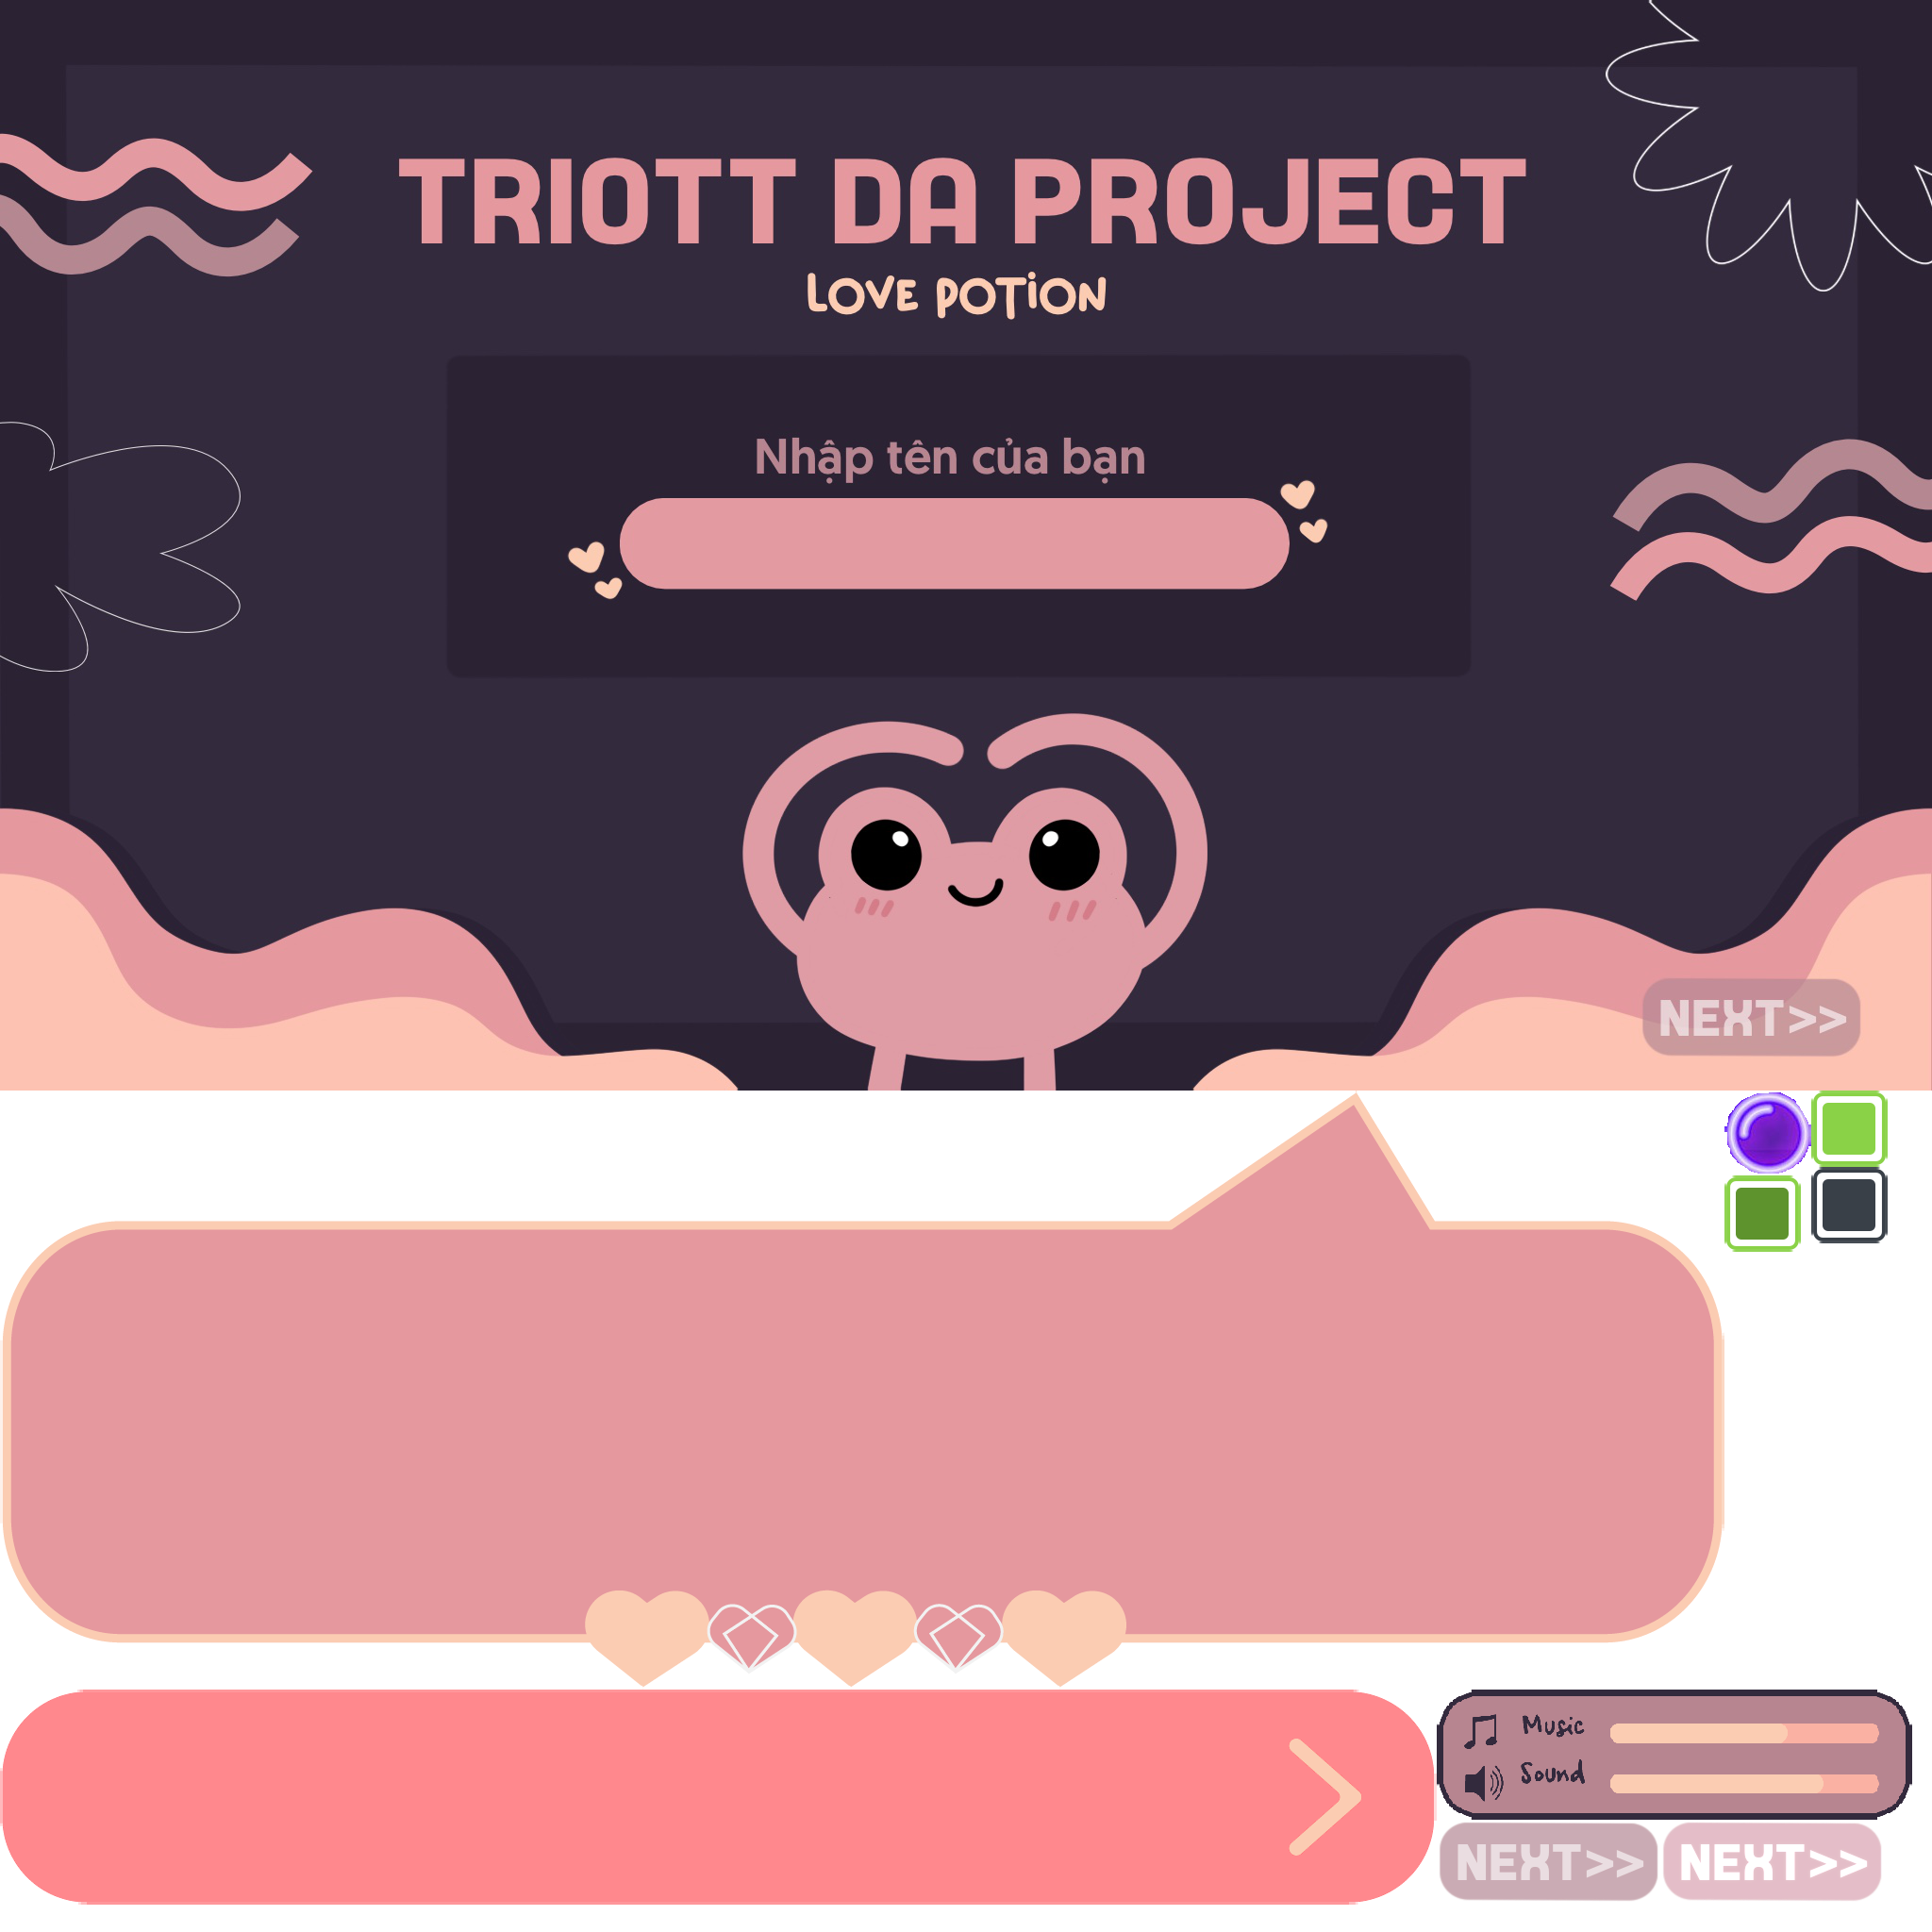 TRIOTT DA PROJECT
LOVE POTION
Nhập tên của bạn
NEXT>>
Music
Sound
NEXT>> NEXT>>